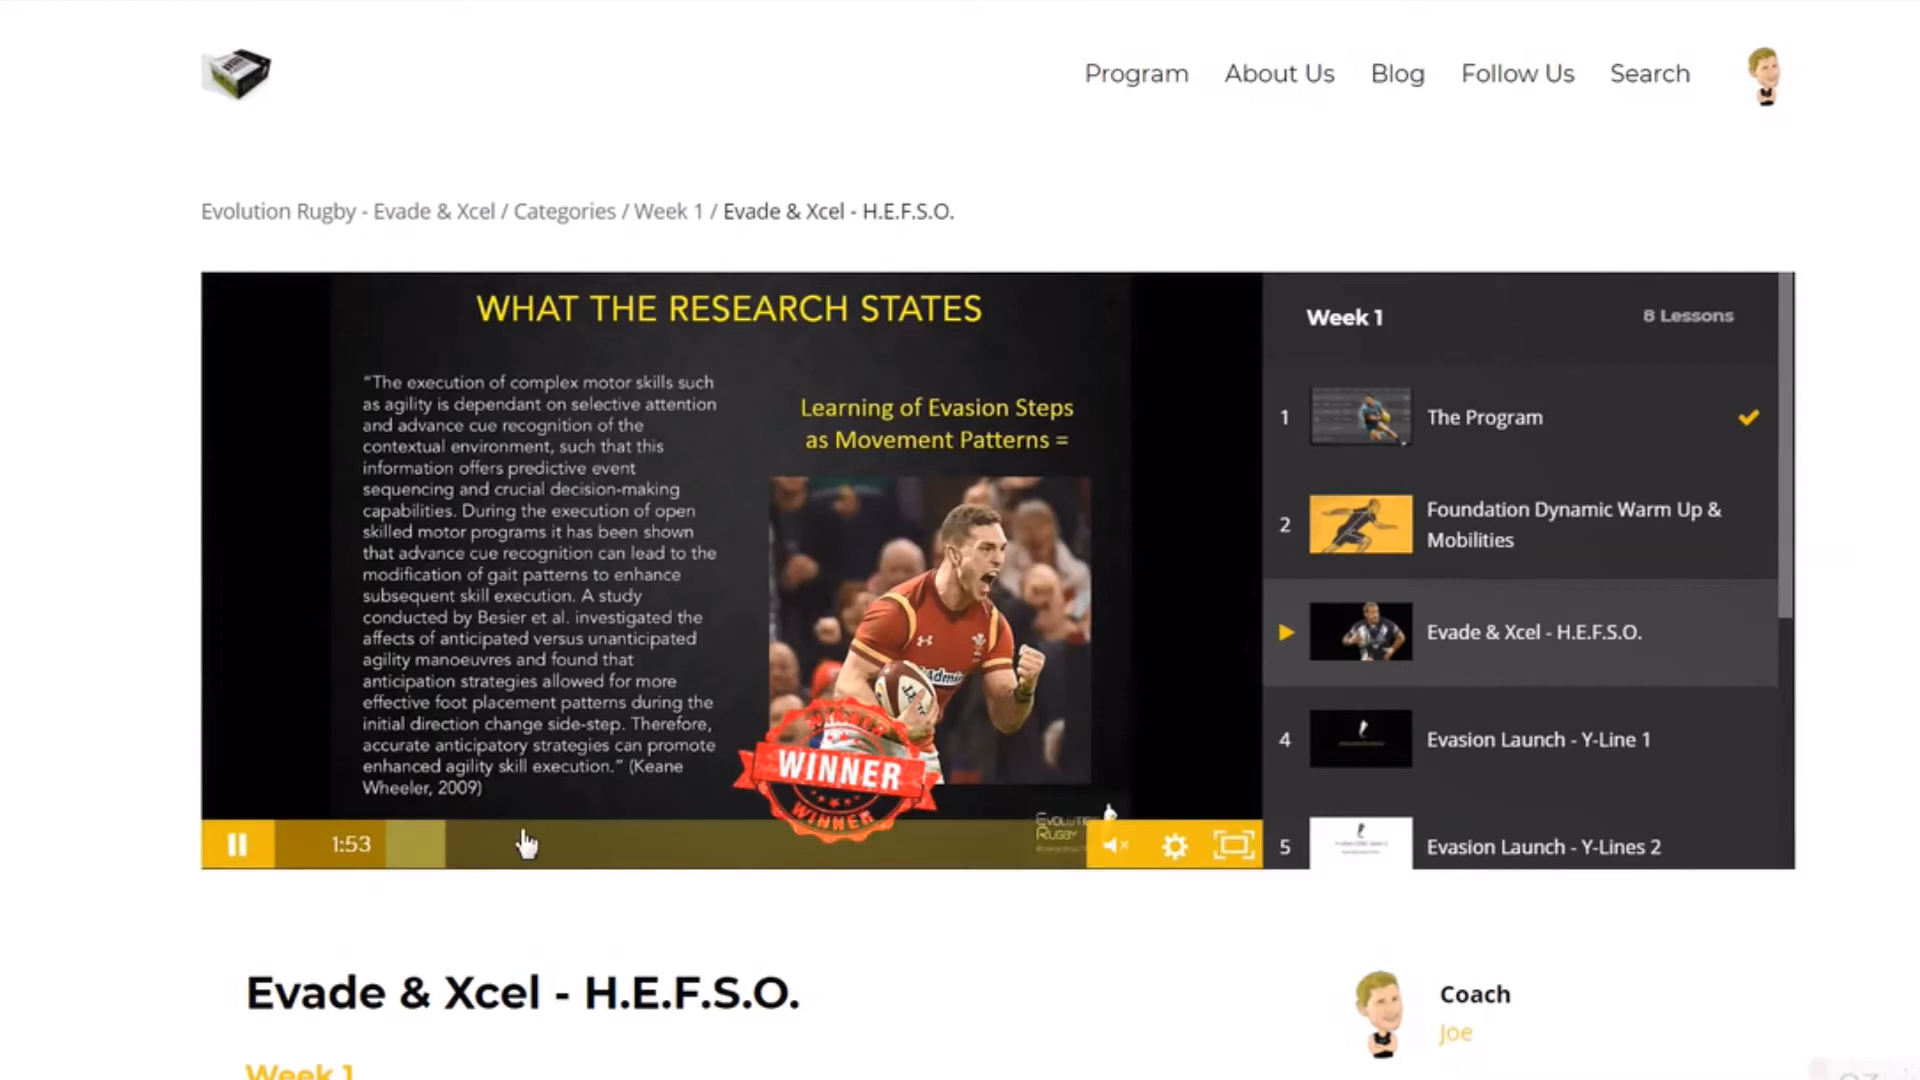 Program About Us Blog Follow Us Search
Evolution Rugby - Evade & Xcel / Categories / Week 1 / Evade & Xcel - H.E.F.S.O.
WHAT THE RESEARCH STATES
“The execution of complex motor skills such
as agility is dependant on selective attention
and advance cue recognition of the
contextual environment, such that this
information offers predictive event
sequencing and crucial decision-making
capabilities. During the execution of open
skilled motor programs it has been shown
that advance cue recognition can lead to the
modification of gait patterns to enhance
subsequent skill execution. A study
conducted by Besier et al. investigated the
affects of anticipated versus unanticipated
agility manoeuvres and found that
anticipation strategies allowed for more
effective foot placement patterns during the
initial direction change side-step. Therefore,
accurate anticipatory strategies can promote
enhanced agility skill execution.” (Keane
Wheeler, 2009)
Learning of Evasion Steps
as Movement Patterns =
Admir
WINNER
WINNER
EVOLUTI
RUGBY
1:53
Week 1 8 Lessons
1 The Program
2 Foundation Dynamic Warm Up &
Mobilities
Evade & Xcel - H.E.F.S.O.
4 Evasion Launch - Y-Line 1
5 Evasion Launch - Y-Lines 2
Evade & Xcel - H.E.F.S.O.
Week 1
Coach
Joe